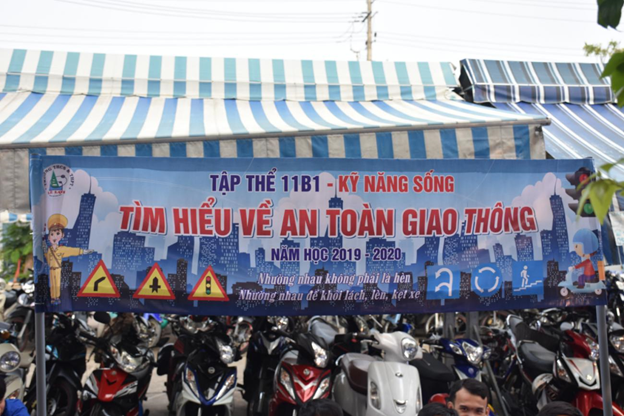 TẬP THỂ 11B1 - KỸ NĂNG SỐNG
TÌM HIỂU VỀ AN TOÀN GIAO THÔNG
NĂM HỌC 2019 - 2020
Nhường nhau không phải là hèn
Nhường nhau để khỏi lách, lèn, kẹt xe